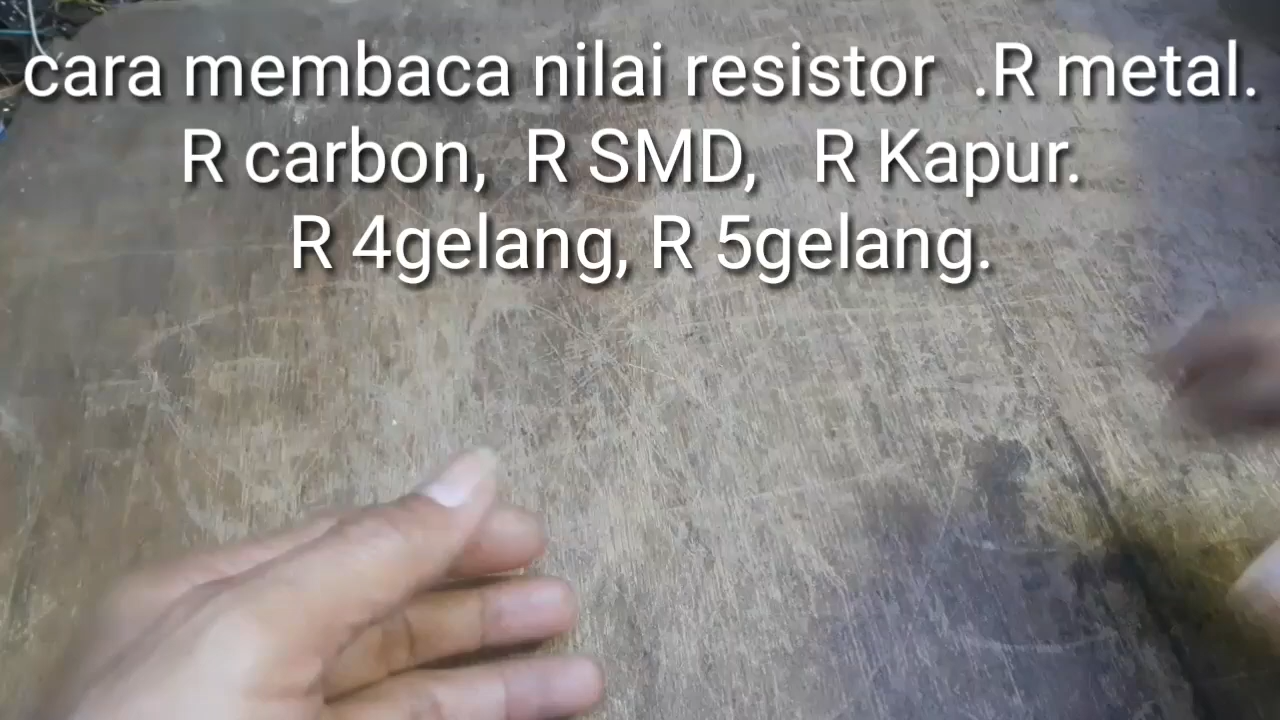 cara membaca nilai resistor .R metal.
R carbon, R SMD, R Kapur.
R 4gelang, R 5gelang.